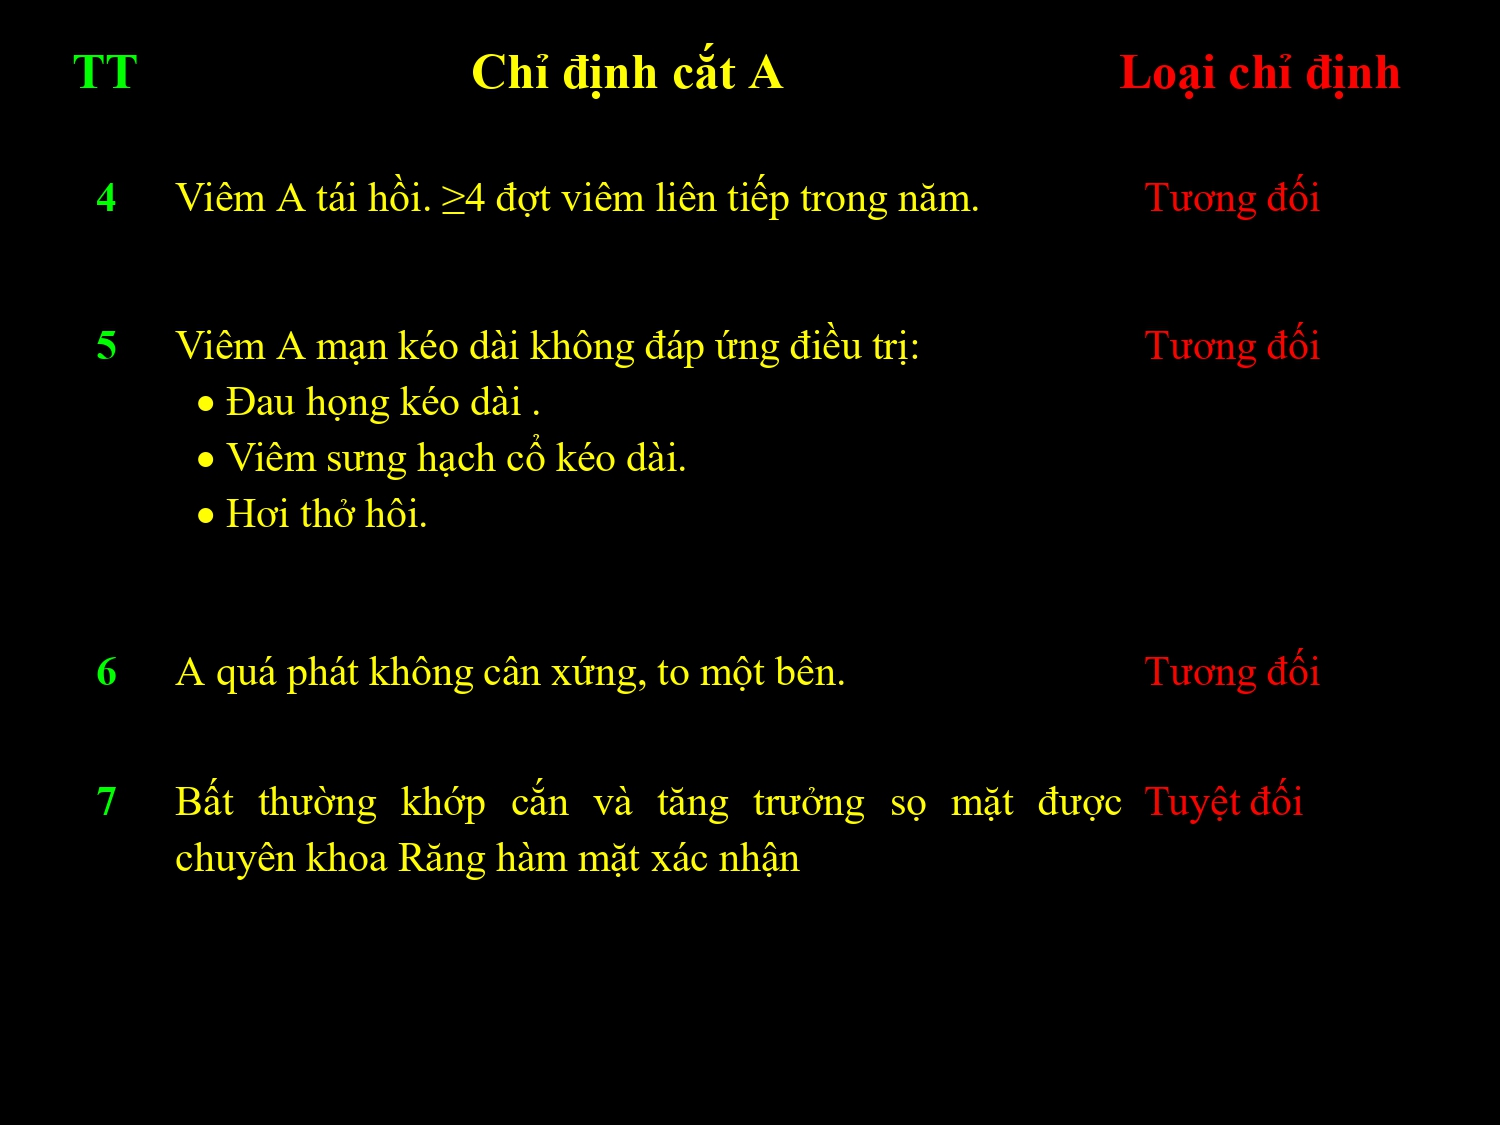 TT Chỉ định cắt A Loại chỉ định
4 Viêm A tái hồi. ≥4 đợt viêm liên tiếp trong năm. Tương đối
5 Viêm A mạn kéo dài không đáp ứng điều trị: Tương đối
• Đau họng kéo dài .
• Viêm sưng hạch cổ kéo dài.
• Hơi thở hôi.
6 A quá phát không cân xứng, to một bên. Tương đối
7 Bất thường khớp cắn và tăng trưởng sọ mặt được Tuyệt đối
chuyên khoa Răng hàm mặt xác nhận